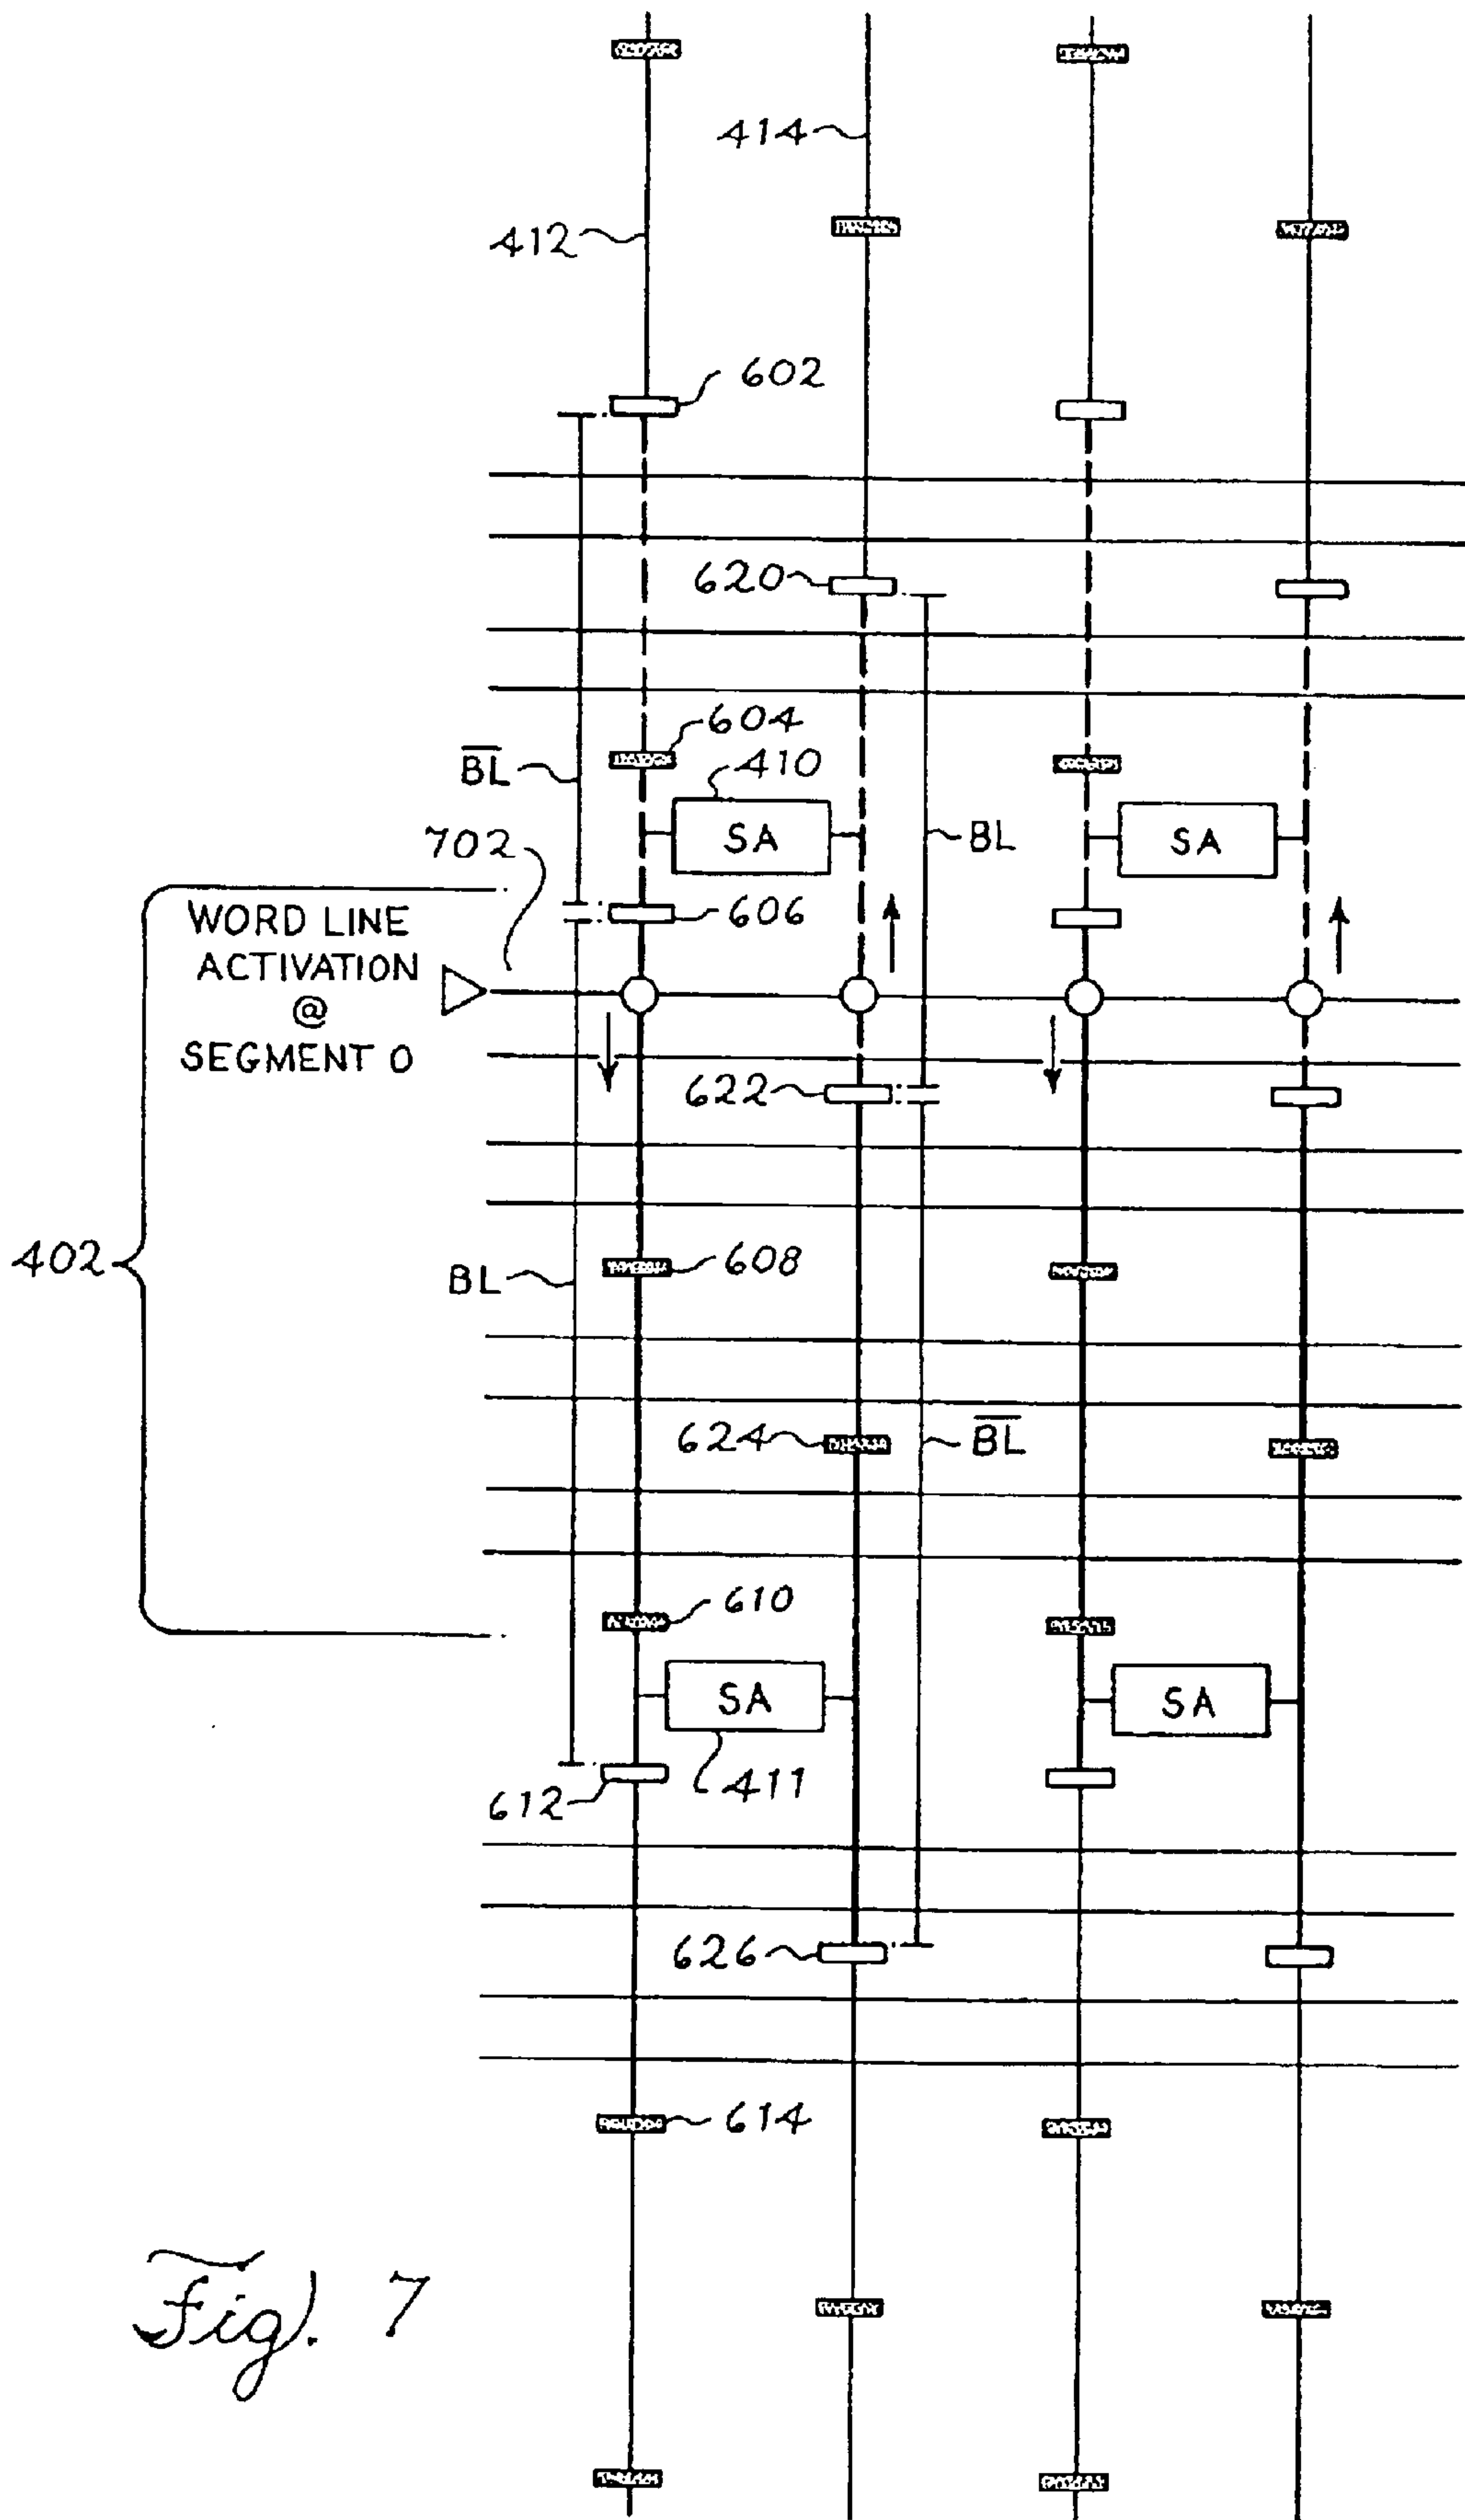 414
412
602
620
604
410
BL
SA
BL
SA
702
606
WORD LINE
ACTIVATION
@
SEGMENT 0
622
402
608
BL
624
BL
610
SA
SA
411
612
626
614
Fig. 7